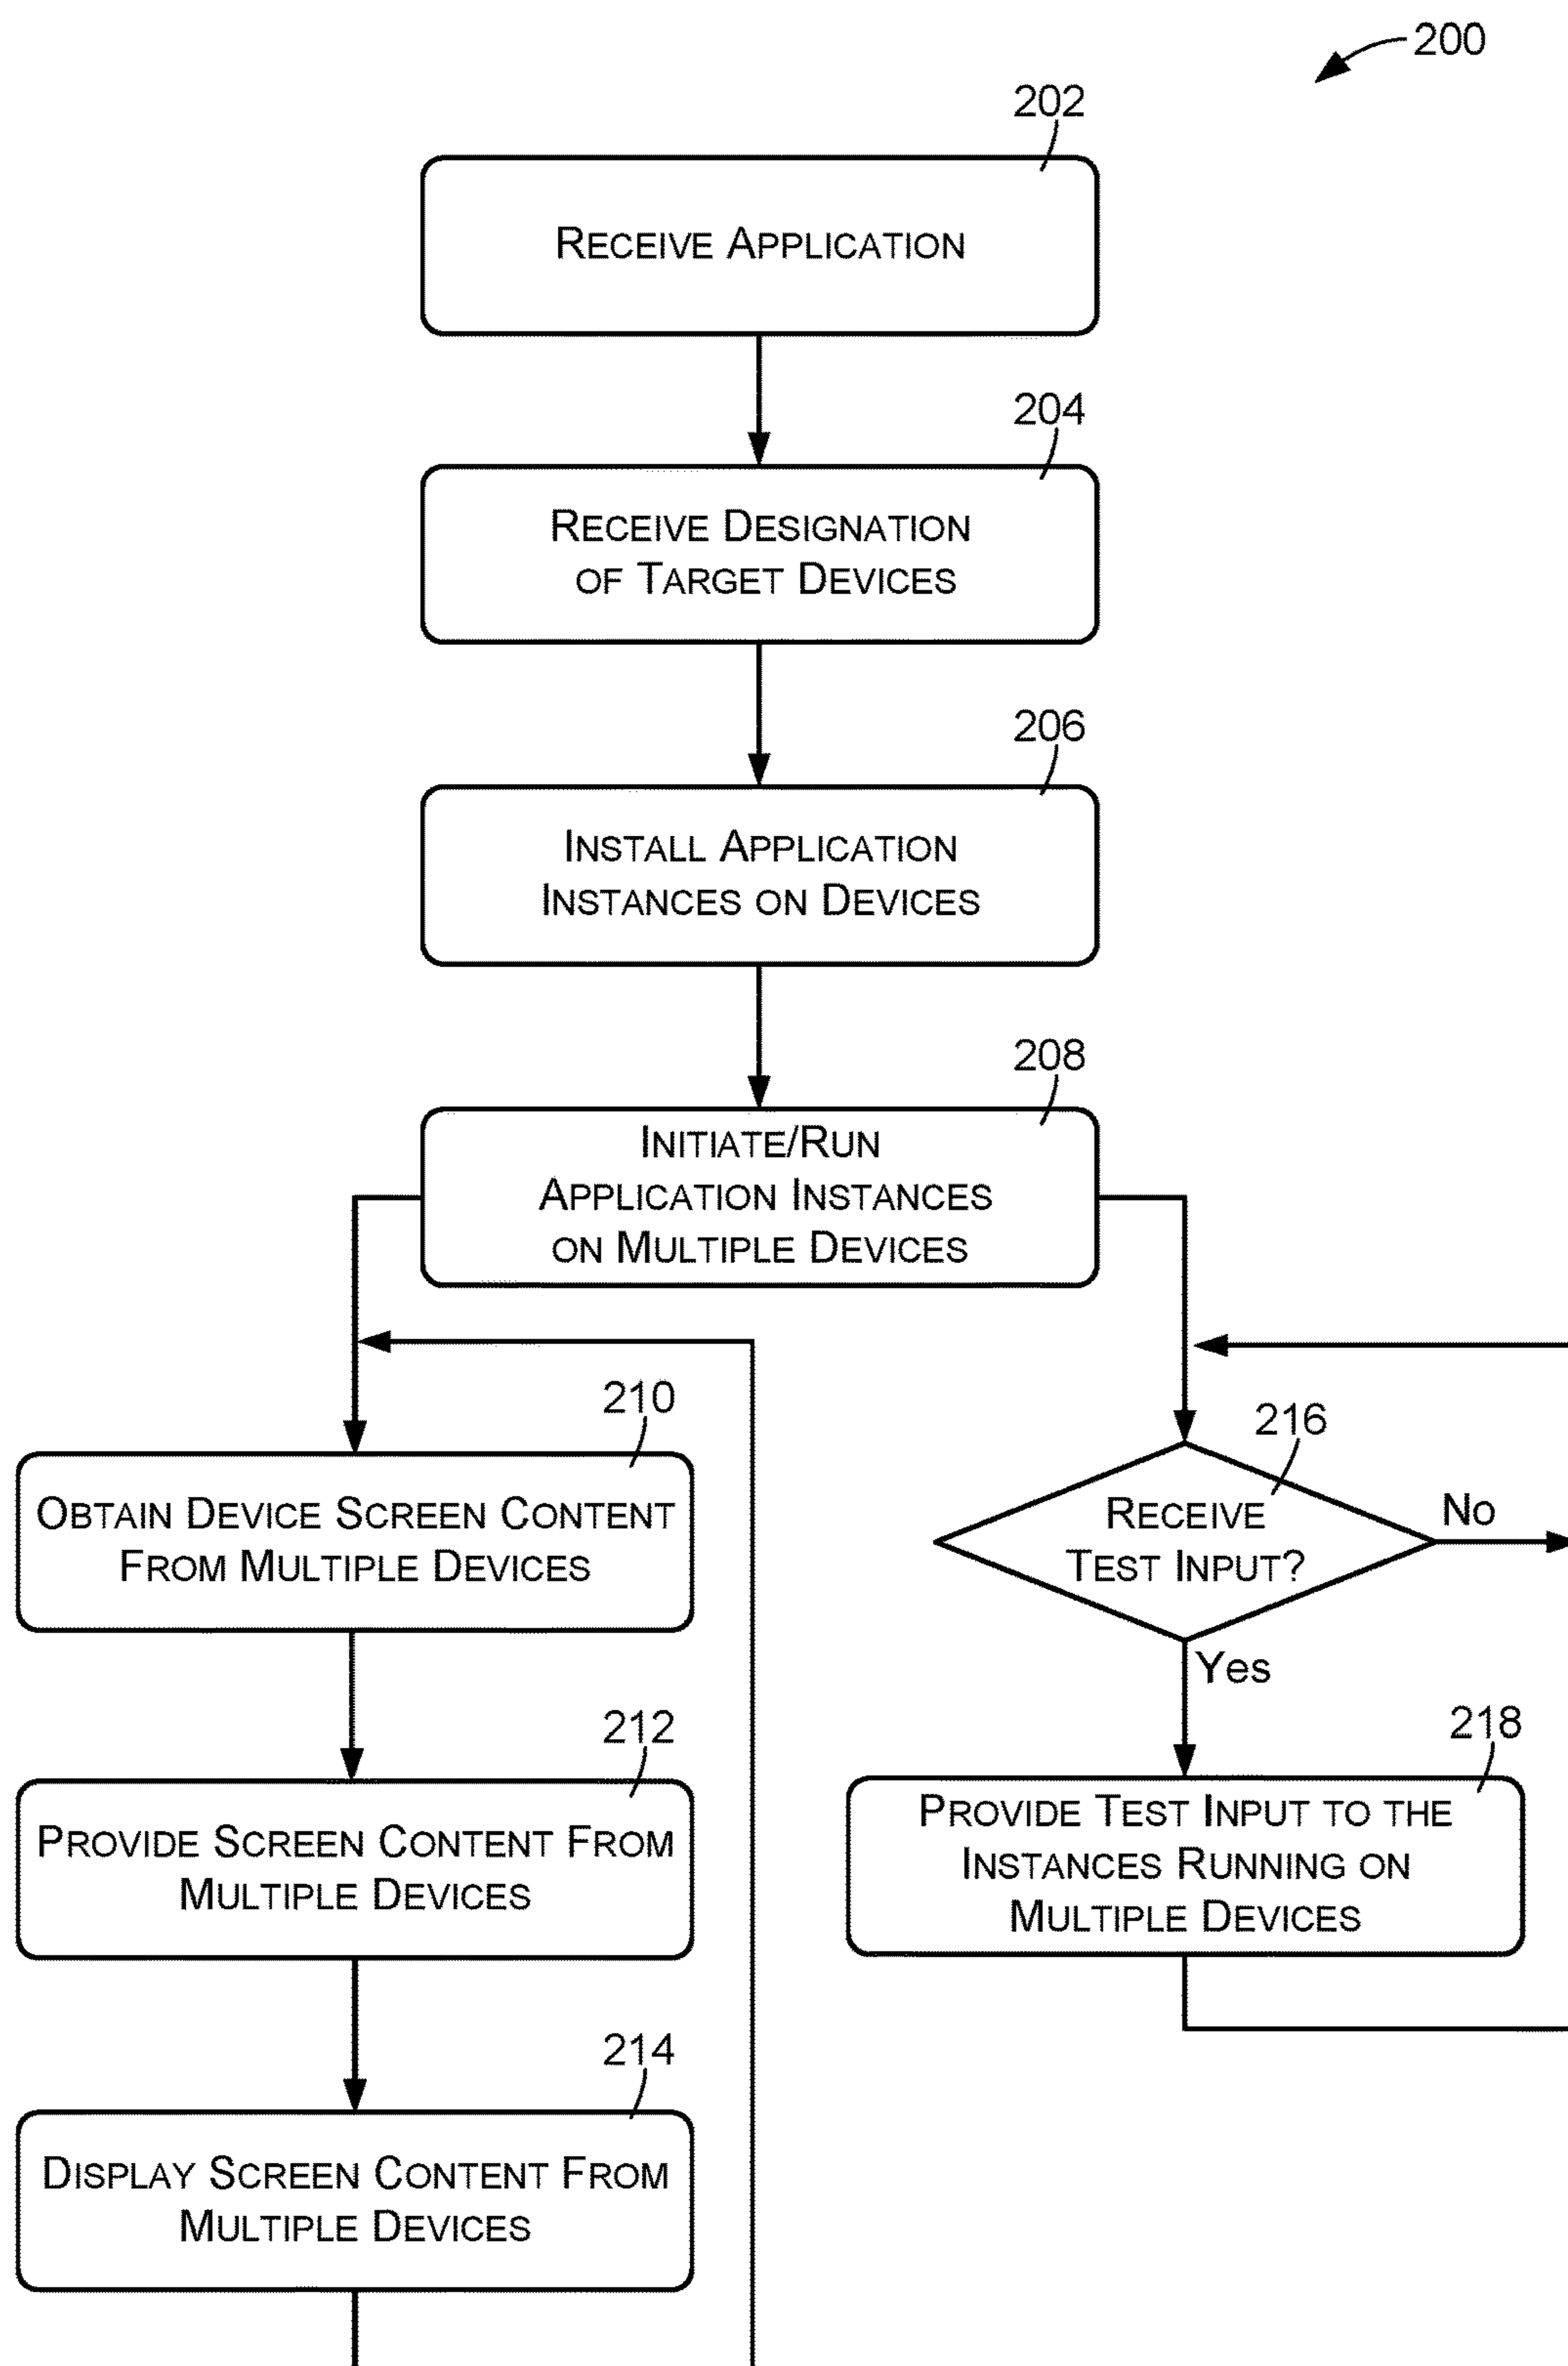 200
202
Receive Application
204
Receive Designation
of Target Devices
206
Install Application
Instances on Devices
208
Initiate/Run
Application Instances
on Multiple Devices
210
Obtain Device Screen Content
From Multiple Devices
212
Provide Screen Content From
Multiple Devices
214
Display Screen Content From
Multiple Devices
216
Receive
Test Input?
No
Yes
218
Provide Test Input to the
Instances Running on
Multiple Devices